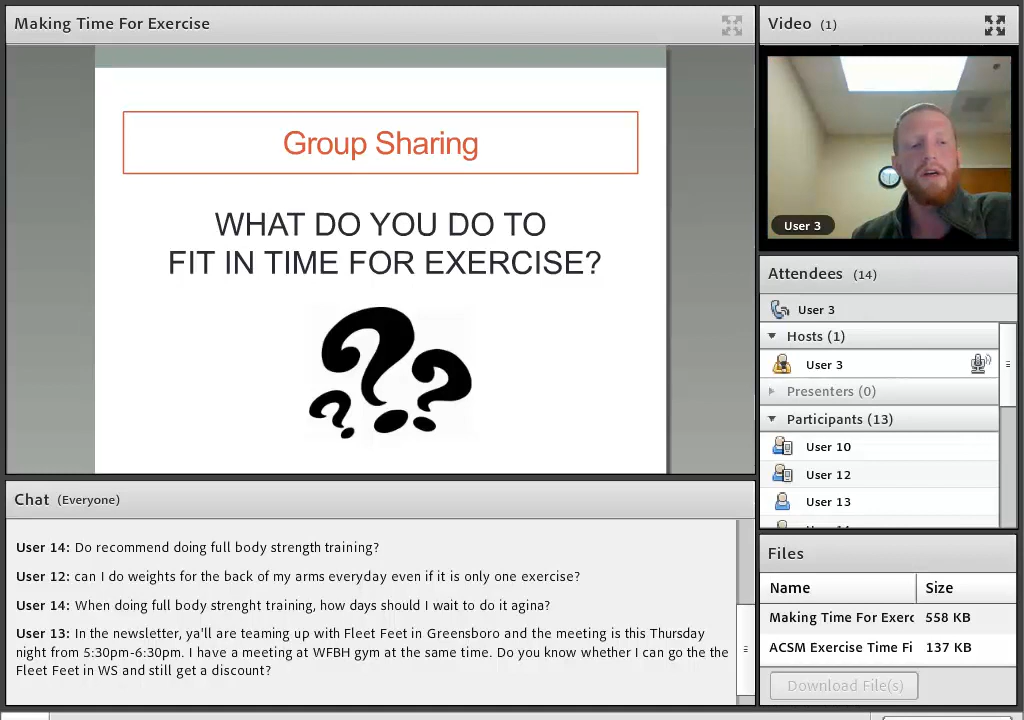 Making Time For Exercise
Group Sharing
WHAT DO YOU DO TO
FIT IN TIME FOR EXERCISE?
Chat (Everyone)
User 14: Do recommend doing full body strength training?
User 12: can I do weights for the back of my arms everyday even if it is only one exercise?
User 14: When doing full body strenght training, how days should I wait to do it agina?
User 13: In the newsletter, ya'll are teaming up with Fleet Feet in Greensboro and the meeting is this Thursday
night from 5:30pm-6:30pm. I have a meeting at WFBH gym at the same time. Do you know whether I can go the the
Fleet Feet in WS and still get a discount?
Video (1)
User 3
Attendees (14)
User 3
Hosts (1)
User 3
Presenters (0)
Participants (13)
User 10
User 12
User 13
Files
Name Size
Making Time For Exerc 558 KB
ACSM Exercise Time Fi 137 KB
Download File(s)